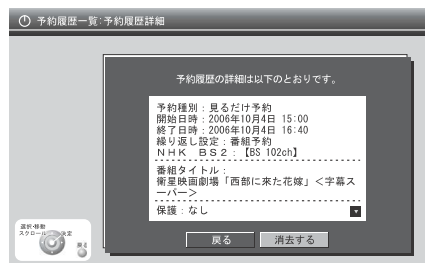 予約履歴一覧:予約履歴詳細
予約履歴の詳細は以下のとおりです。
予約種別：見るだけ予約
開始日時：2006年10月4日 15:00
終了日時：2006年10月4日 16:40
繰り返し設定：番組予約
ＮＨＫ ＢＳ２：【BS 102ch】
番組タイトル：
衛星映画劇場「西部に来た花嫁」＜字幕ス
ーパー＞
保護：なし
戻る
消去する
選択・移動
スクロール
決定
戻る